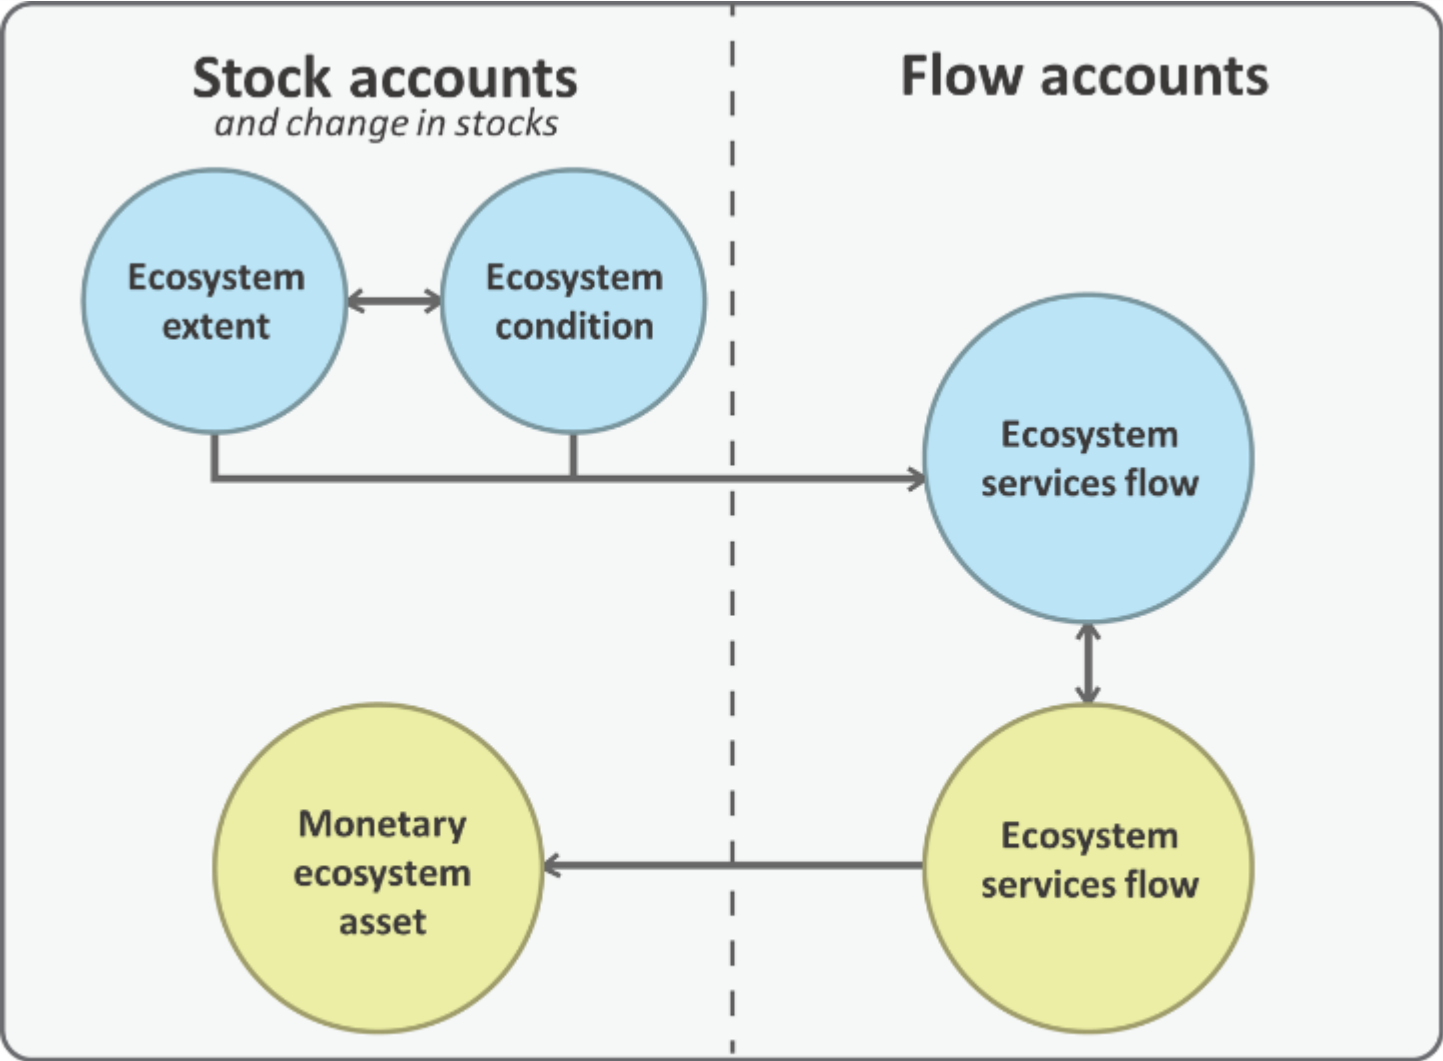 Stock accounts
and change in stocks
Flow accounts
Ecosystem
extent
Ecosystem
condition
Ecosystem
services flow
Monetary
ecosystem
asset
Ecosystem
services flow